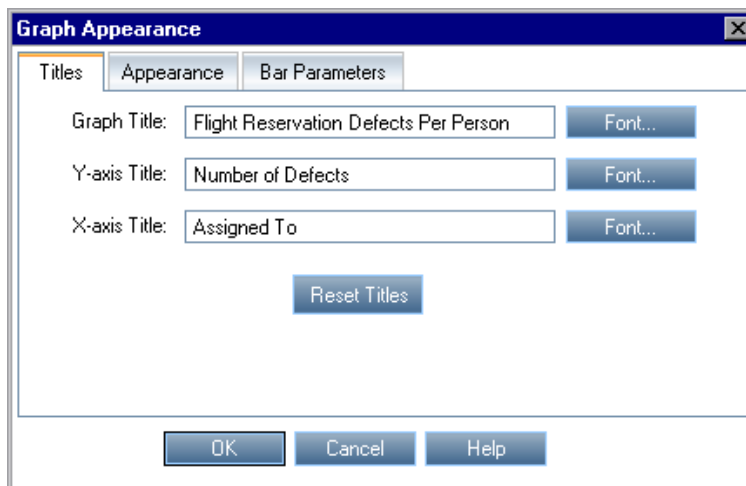 Graph Appearance
Titles Appearance Bar Parameters
Graph Title: Flight Reservation Defects Per Person Font...
Y-axis Title: Number of Defects Font...
X-axis Title: Assigned To Font...
Reset Titles
OK Cancel Help